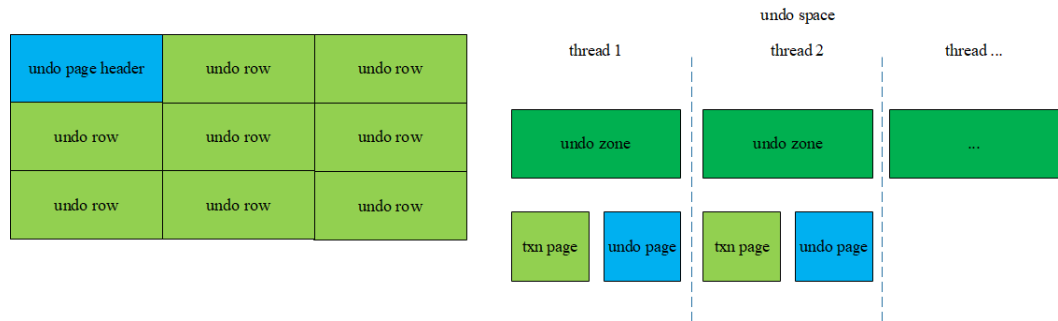 undo page header
undo row
undo row
undo row
undo row
undo row
undo row
undo row
undo row
undo space
thread 1
thread 2
thread ...
undo zone
undo zone
...
txn page
undo page
txn page
undo page